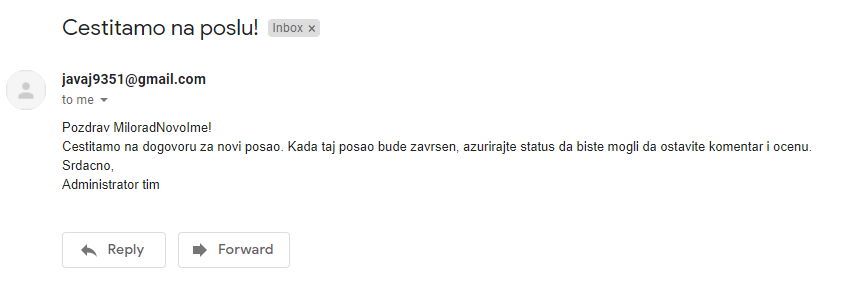 Cestitamo na poslu! Inbox x
javaj9351@gmail.com
to me
Pozdrav MiloradNovoIme!
Cestitamo na dogovoru za novi posao. Kada taj posao bude zavrsen, azurirajte status da biste mogli da ostavite komentar i ocenu.
Srdacno,
Administrator tim
Reply Forward